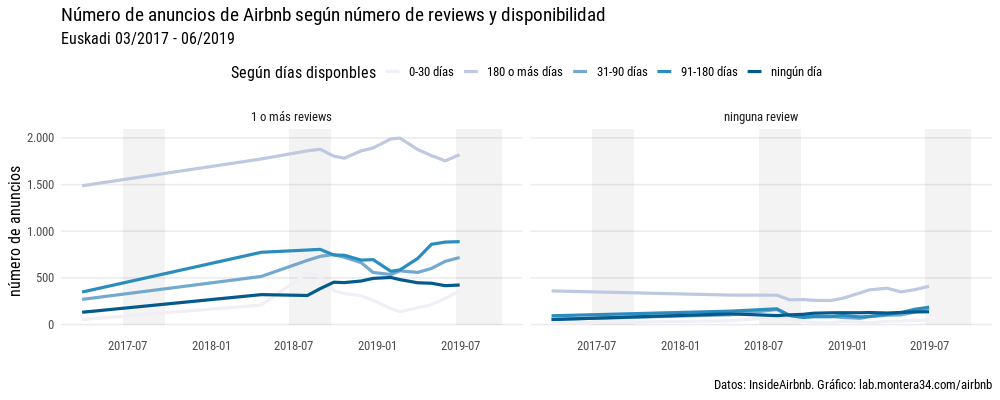 Número de anuncios de Airbnb según número de reviews y disponibilidad
Euskadi 03/2017 - 06/2019
Según días disponbles 0-30 días 180 o más días 31-90 días 91-180 días ningún día
1 o más reviews ninguna review
número de anuncios
2.000
1.500
1.000
500
0
2017-07 2018-01 2018-07 2019-01 2019-07 2017-07 2018-01 2018-07 2019-01 2019-07
Datos: InsideAirbnb. Gráfico: lab.montera34.com/airbnb